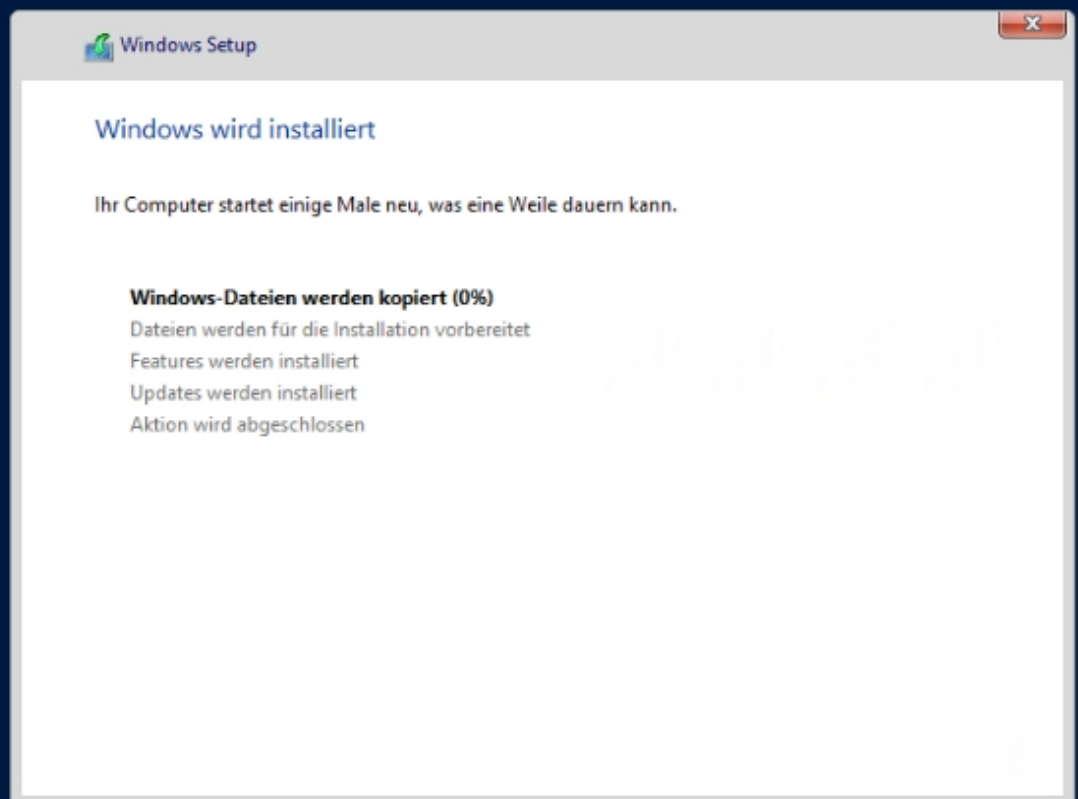 Windows Setup
Windows wird installiert
Ihr Computer startet einige Male neu, was eine Weile dauern kann.
Windows-Dateien werden kopiert (0%)
Dateien werden für die Installation vorbereitet
Features werden installiert
Updates werden installiert
Aktion wird abgeschlossen